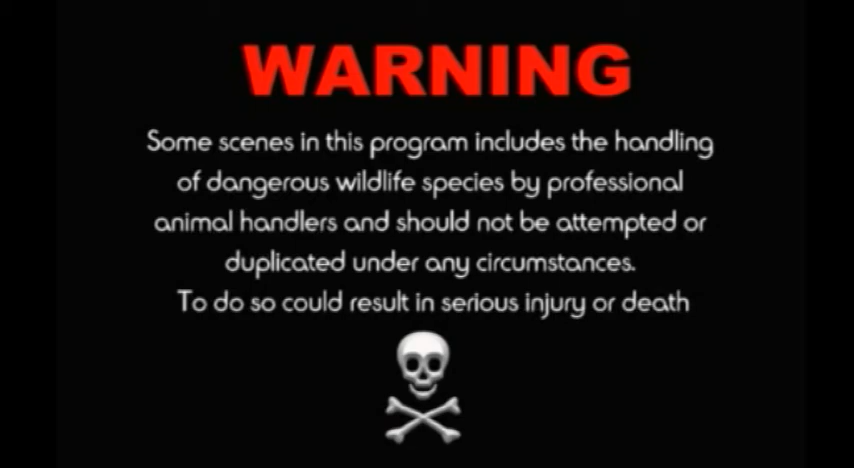 WARNING
Some scenes in this program includes the handling
of dangerous wildlife species by professional
animal handlers and should not be attempted or
duplicated under any circumstances.
To do so could result in serious injury or death